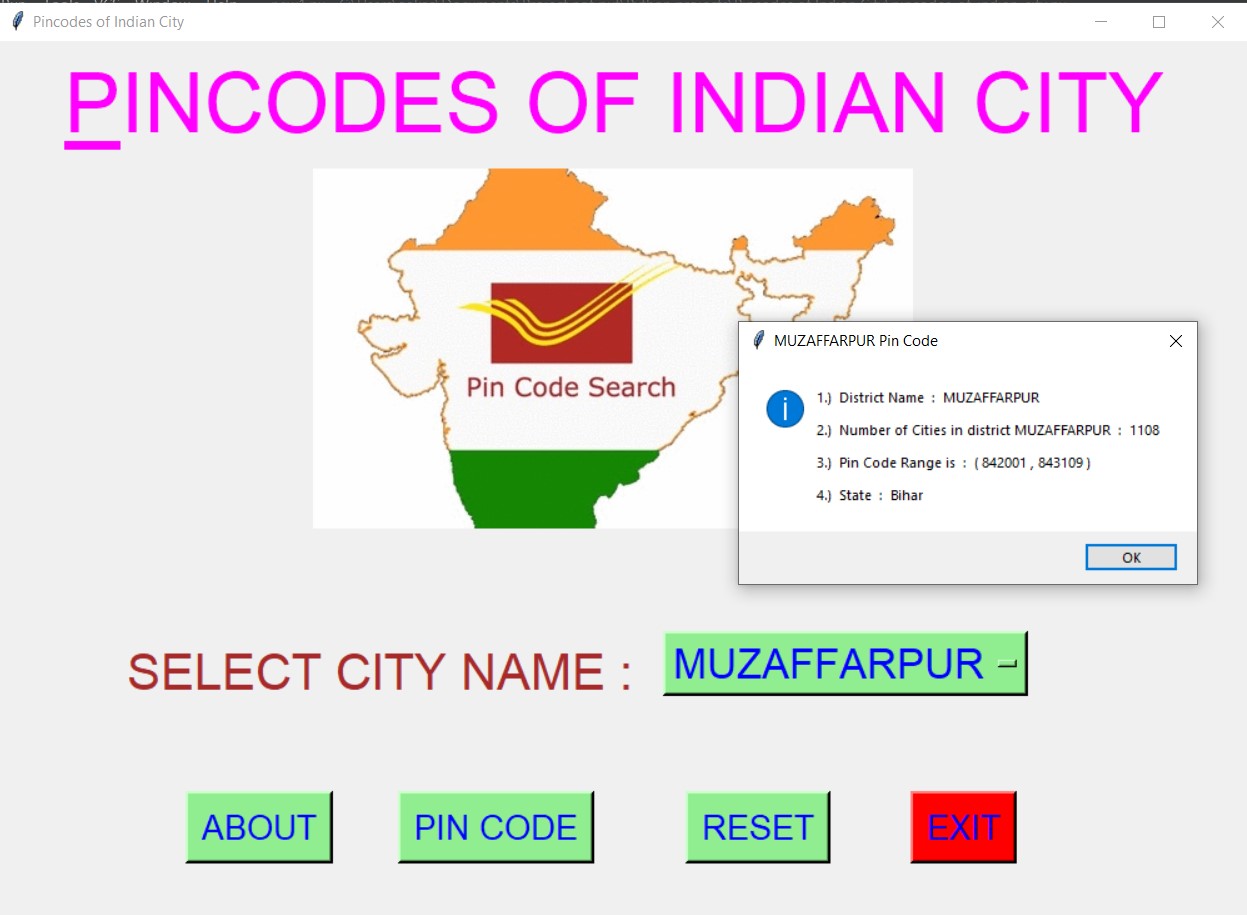 Pincodes of Indian City
PINCODES OF INDIAN CITY
Pin Code Search
MUZAFFARPUR Pin Code
1.) District Name : MUZAFFARPUR
2.) Number of Cities in district MUZAFFARPUR : 1108
3.) Pin Code Range is : ( 842001 , 843109 )
4.) State : Bihar
OK
SELECT CITY NAME : MUZAFFARPUR
ABOUT PIN CODE RESET EXIT